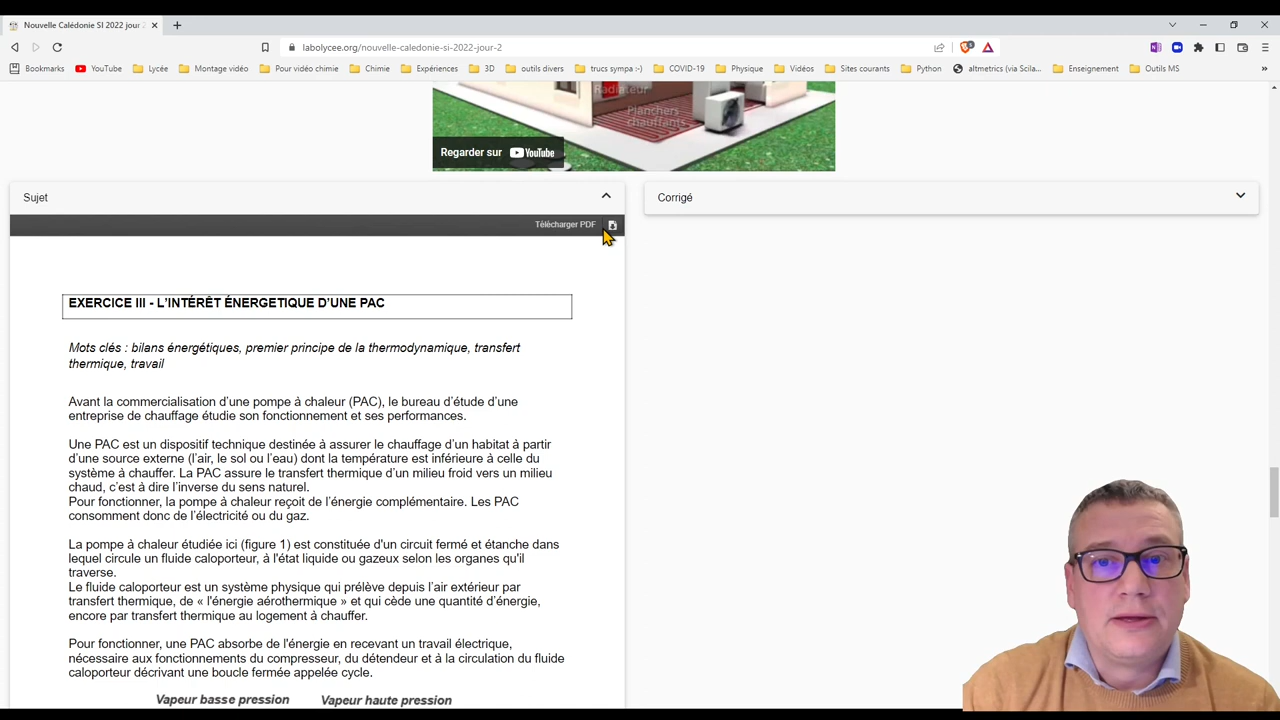 Nouvelle Calédonie SI 2022 jour 2
labolycee.org/nouvelle-caledonie-si-2022-jour-2
Bookmarks YouTube Lycée Montage vidéo Pour vidéo chimie Chimie Expériences 3D outils divers trucs sympa :-) COVID-19 Physique Vidéos Sites courants Python altmetrics (via Scila... Enseignement Outils MS
Radiateur
Planchers
chauffants
Regarder sur YouTube
Sujet
Corrigé
Télécharger PDF
EXERCICE III - L'INTÉRÊT ÉNERGETIQUE D'UNE PAC
Mots clés : bilans énergétiques, premier principe de la thermodynamique, transfert
thermique, travail
Avant la commercialisation d'une pompe à chaleur (PAC), le bureau d'étude d'une
entreprise de chauffage étudie son fonctionnement et ses performances.
Une PAC est un dispositif technique destinée à assurer le chauffage d'un habitat à partir
d'une source externe (l'air, le sol ou l'eau) dont la température est inférieure à celle du
système à chauffer. La PAC assure le transfert thermique d'un milieu froid vers un milieu
chaud, c'est à dire l'inverse du sens naturel.
Pour fonctionner, la pompe à chaleur reçoit de l'énergie complémentaire. Les PAC
consomment donc de l'électricité ou du gaz.
La pompe à chaleur étudiée ici (figure 1) est constituée d'un circuit fermé et étanche dans
lequel circule un fluide caloporteur, à l'état liquide ou gazeux selon les organes qu'il
traverse.
Le fluide caloporteur est un système physique qui prélève depuis l'air extérieur par
transfert thermique, de « l'énergie aérothermique » et qui cède une quantité d'énergie,
encore par transfert thermique au logement à chauffer.
Pour fonctionner, une PAC absorbe de l'énergie en recevant un travail électrique,
nécessaire aux fonctionnements du compresseur, du détendeur et à la circulation du fluide
caloporteur décrivant une boucle fermée appelée cycle.
Vapeur basse pression Vapeur haute pression